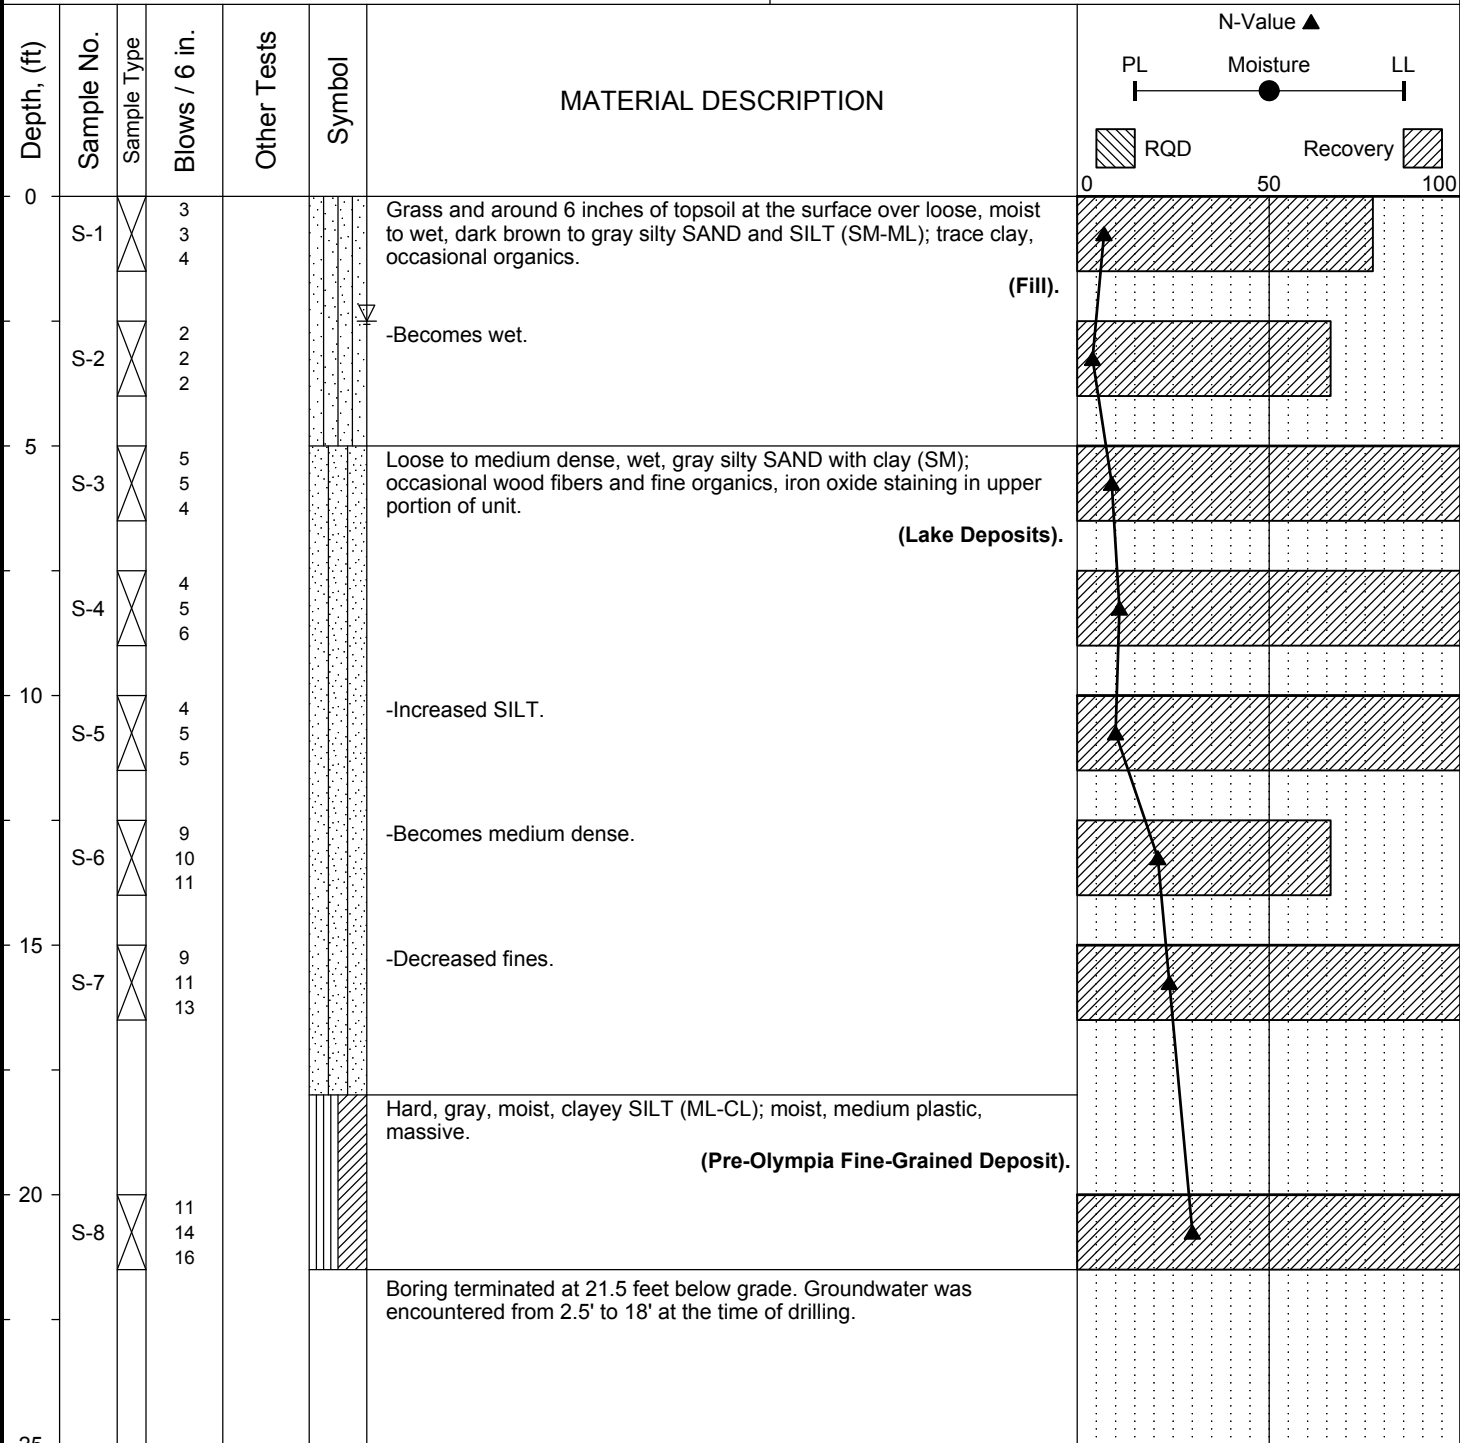 Depth, (ft)
Sample No.
Sample Type
Blows / 6 in.
Other Tests
Symbol
MATERIAL DESCRIPTION
N-Value ▲
PL Moisture LL
RQD Recovery
0 50 100
0
S-1
3
3
4
Grass and around 6 inches of topsoil at the surface over loose, moist
to wet, dark brown to gray silty SAND and SILT (SM-ML); trace clay,
occasional organics.
(Fill).
S-2
2
2
2
-Becomes wet.
5
S-3
5
5
4
Loose to medium dense, wet, gray silty SAND with clay (SM);
occasional wood fibers and fine organics, iron oxide staining in upper
portion of unit.
(Lake Deposits).
S-4
4
5
6
10
S-5
4
5
5
-Increased SILT.
S-6
9
10
11
-Becomes medium dense.
15
S-7
9
11
13
-Decreased fines.
Hard, gray, moist, clayey SILT (ML-CL); moist, medium plastic,
massive.
(Pre-Olympia Fine-Grained Deposit).
20
S-8
11
14
16
Boring terminated at 21.5 feet below grade. Groundwater was
encountered from 2.5' to 18' at the time of drilling.
25